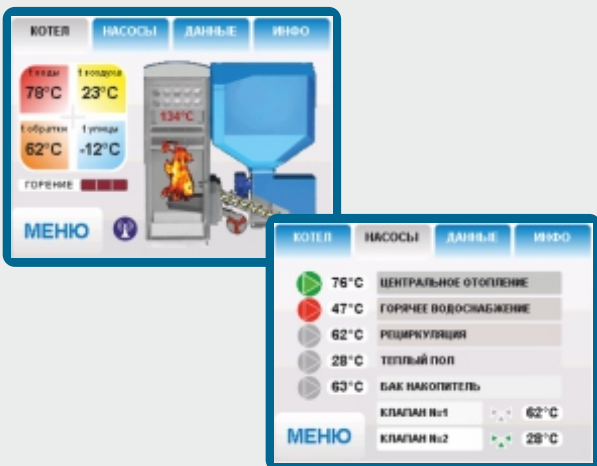 КОТЕЛ НАСОСЫ ДАННЫЕ ИНФО
t воды t воздуха
78°C 23°C
134°C
t обратки t улицы
62°C -12°C
ГОРЕНИЕ
МЕНЮ
КОТЕЛ НАСОСЫ ДАННЫЕ ИНФО
76°C ЦЕНТРАЛЬНОЕ ОТОПЛЕНИЕ
47°C ГОРЯЧЕЕ ВОДОСНАБЖЕНИЕ
62°C РЕЦИРКУЛЯЦИЯ
28°C ТЕПЛЫЙ ПОЛ
63°C БАК НАКОПИТЕЛЬ
КЛАПАН №1 62°C
КЛАПАН №2 28°C
МЕНЮ